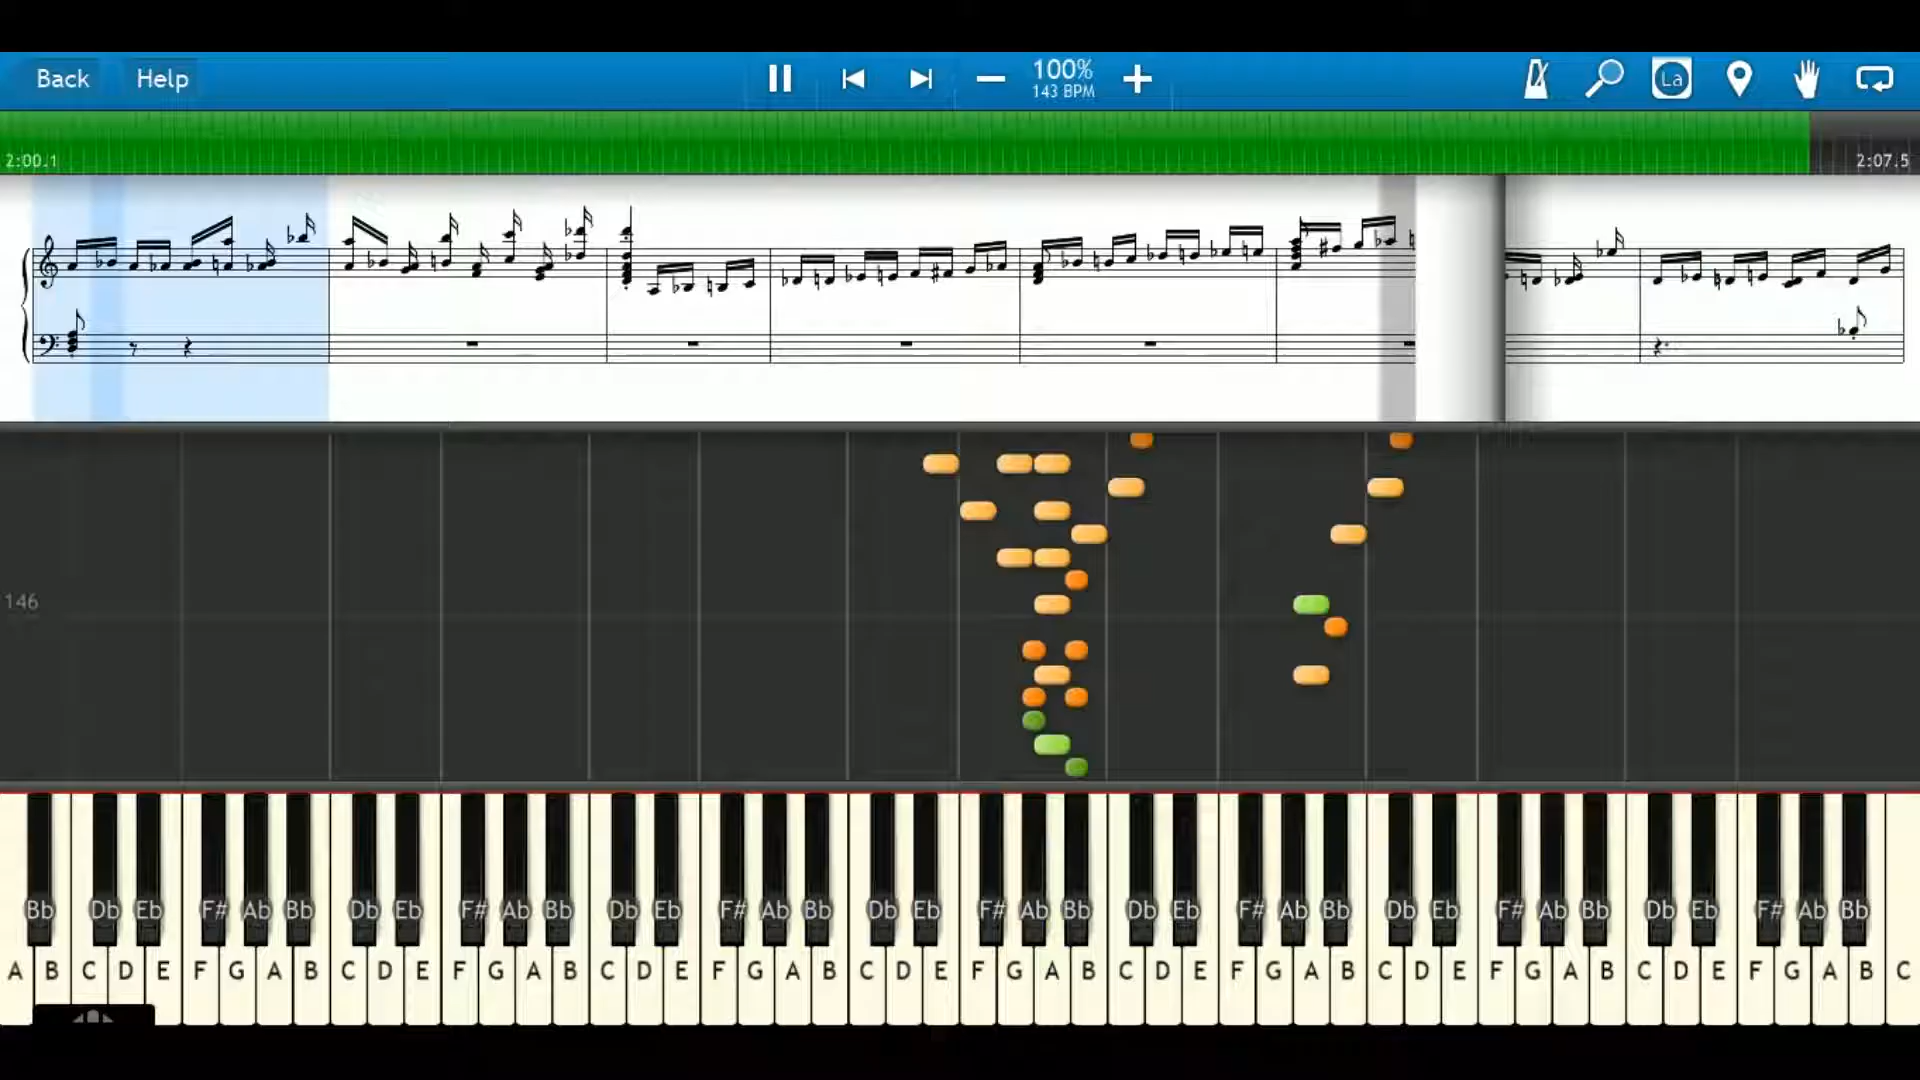 Back Help 100% La
143 BPM
2:00.1 2:07.5
146
Bb Db Eb F# Ab Bb Db Eb F# Ab Bb Db Eb F# Ab Bb Db Eb F# Ab Bb Db Eb F# Ab Bb Db Eb F# Ab Bb Db Eb F# Ab Bb
A B C D E F G A B C D E F G A B C D E F G A B C D E F G A B C D E F G A B C D E F G A B C D E F G A B C